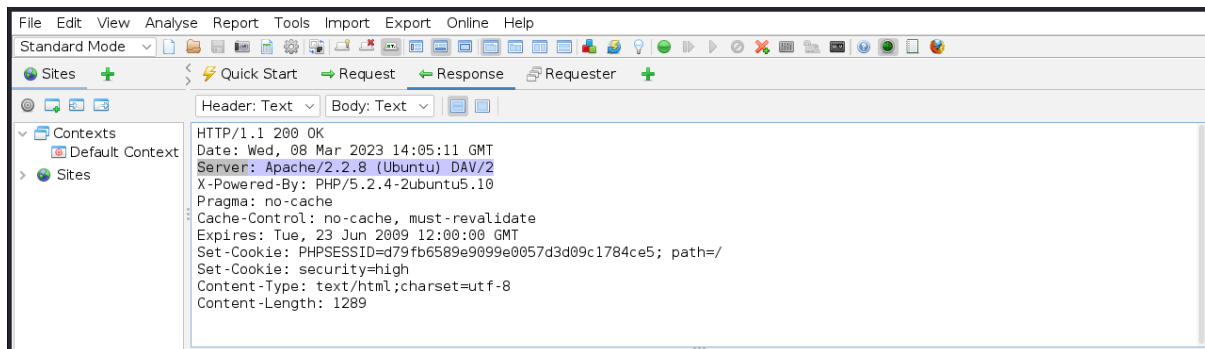 File Edit View Analyse Report Tools Import Export Online Help
Standard Mode
Sites
Quick Start Request Response Requester
Header: Text Body: Text
Contexts
Default Context
Sites
HTTP/1.1 200 OK
Date: Wed, 08 Mar 2023 14:05:11 GMT
Server: Apache/2.2.8 (Ubuntu) DAV/2
X-Powered-By: PHP/5.2.4-2ubuntu5.10
Pragma: no-cache
Cache-Control: no-cache, must-revalidate
Expires: Tue, 23 Jun 2009 12:00:00 GMT
Set-Cookie: PHPSESSID=d79fb6589e9099e0057d3d09c1784ce5; path=/
Set-Cookie: security=high
Content-Type: text/html;charset=utf-8
Content-Length: 1289